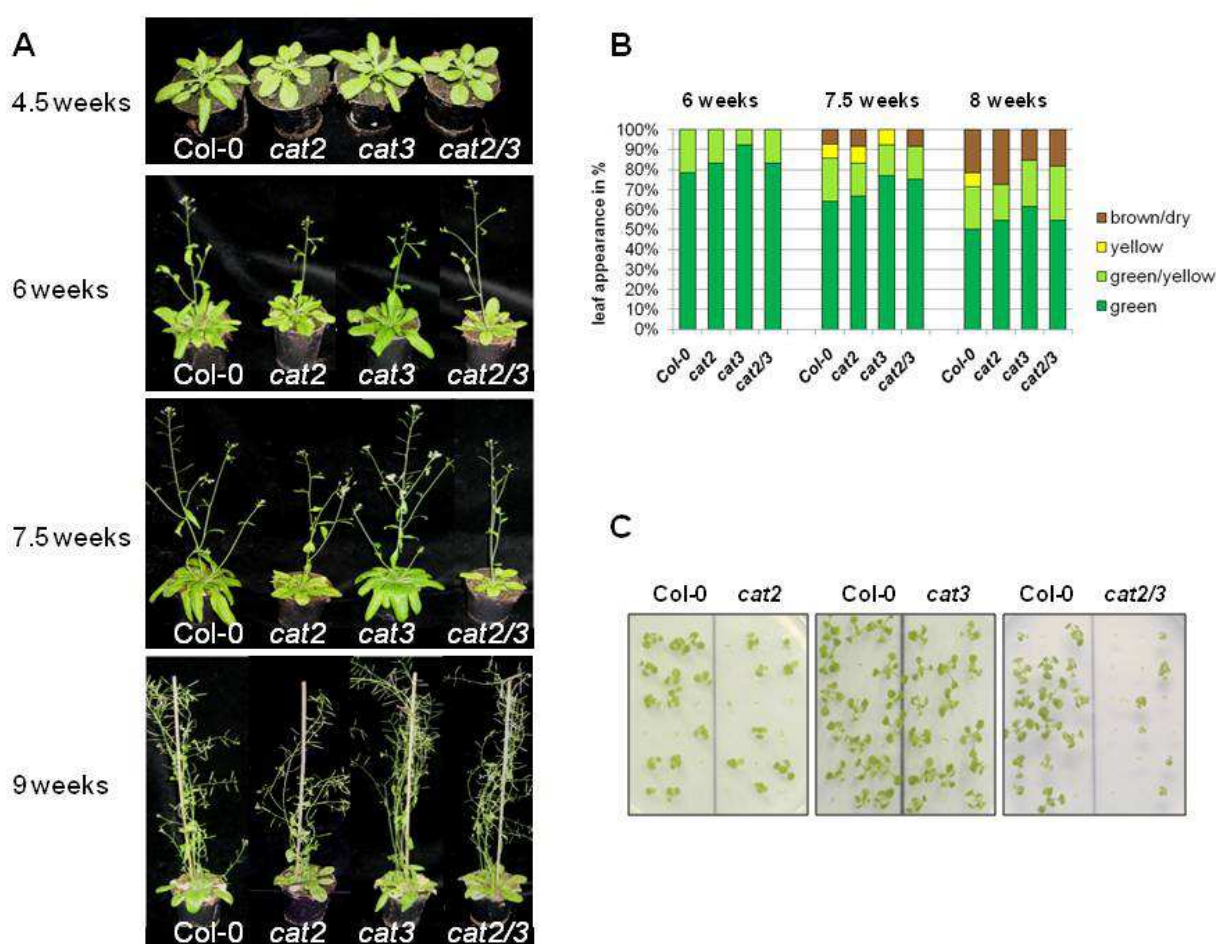 A
4.5 weeks
Col-0 cat2 cat3 cat2/3
6 weeks
Col-0 cat2 cat3 cat2/3
7.5 weeks
Col-0 cat2 cat3 cat2/3
9 weeks
Col-0 cat2 cat3 cat2/3
B
6 weeks 7.5 weeks 8 weeks
leaf appearance in %
100%
90%
80%
70%
60%
50%
40%
30%
20%
10%
0%
Col-0 cat2 cat3 cat2/3 Col-0 cat2 cat3 cat2/3 Col-0 cat2 cat3 cat2/3
brown/dry
yellow
green/yellow
green
C
Col-0 cat2 Col-0 cat3 Col-0 cat2/3